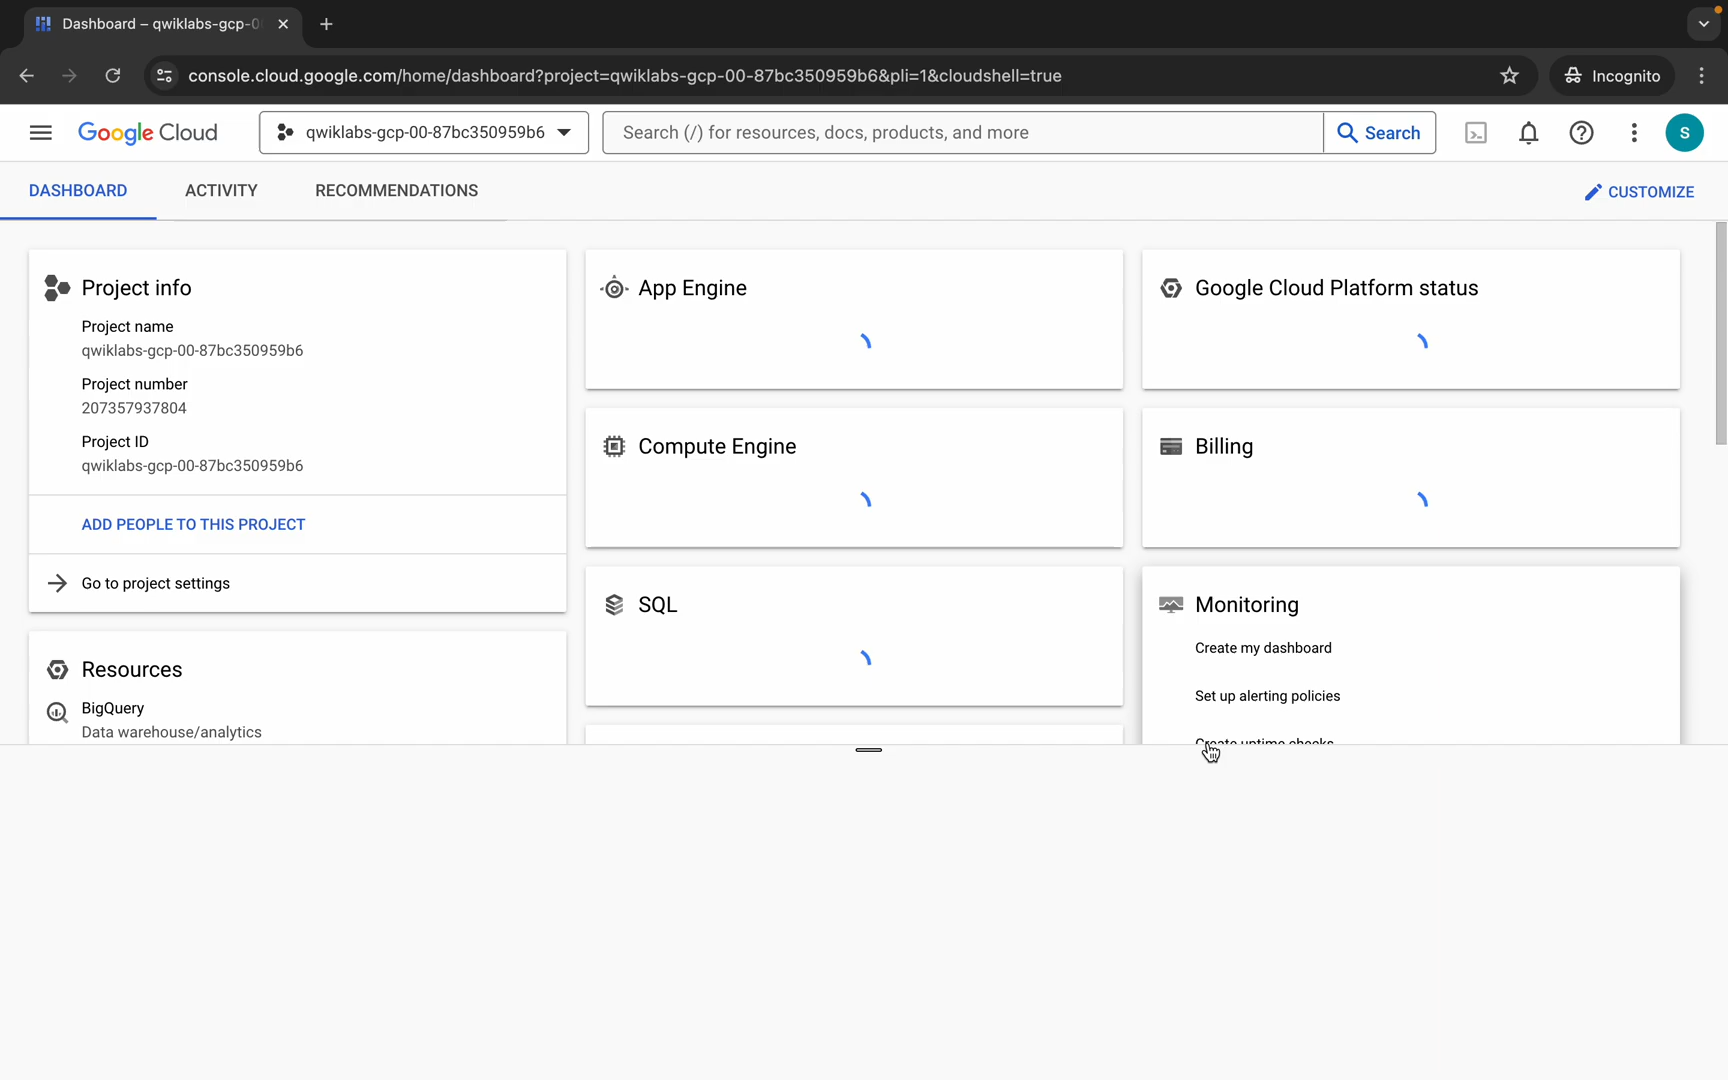 Dashboard – qwiklabs-gcp-0
console.cloud.google.com/home/dashboard?project=qwiklabs-gcp-00-87bc350959b6&pli=1&cloudshell=true
Incognito
Google Cloud
qwiklabs-gcp-00-87bc350959b6
Search (/) for resources, docs, products, and more
Search
S
DASHBOARD
ACTIVITY
RECOMMENDATIONS
CUSTOMIZE
Project info
Project name
qwiklabs-gcp-00-87bc350959b6
Project number
207357937804
Project ID
qwiklabs-gcp-00-87bc350959b6
ADD PEOPLE TO THIS PROJECT
Go to project settings
Resources
BigQuery
Data warehouse/analytics
App Engine
Compute Engine
SQL
Google Cloud Platform status
Billing
Monitoring
Create my dashboard
Set up alerting policies
Create uptime checks